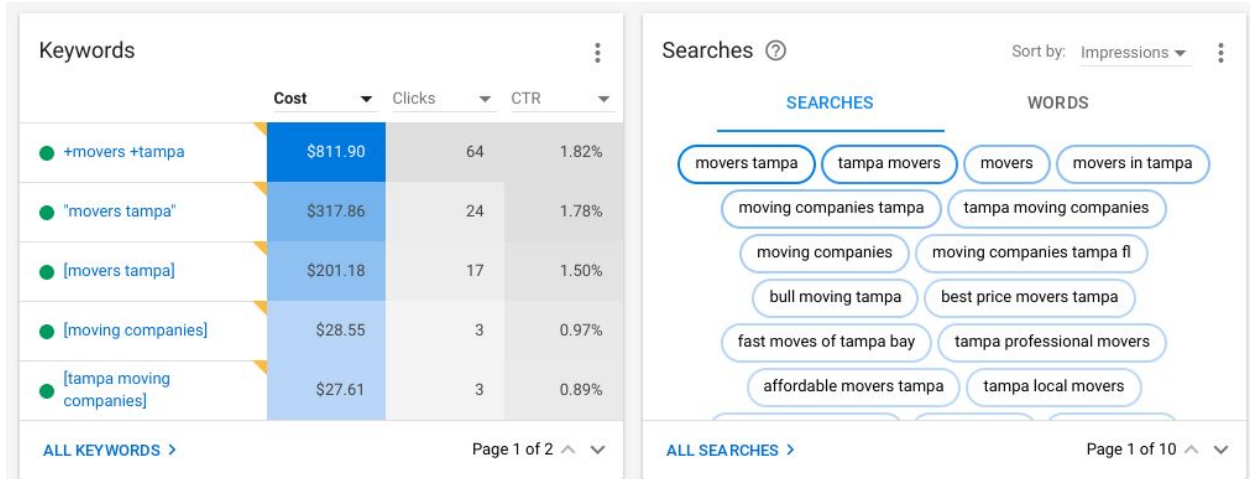 Keywords
Cost Clicks CTR
+movers +tampa $811.90 64 1.82%
"movers tampa" $317.86 24 1.78%
[movers tampa] $201.18 17 1.50%
[moving companies] $28.55 3 0.97%
[tampa moving
companies] $27.61 3 0.89%
ALL KEYWORDS > Page 1 of 2
Searches Sort by: Impressions
SEARCHES WORDS
movers tampa tampa movers movers movers in tampa
moving companies tampa tampa moving companies
moving companies moving companies tampa fl
bull moving tampa best price movers tampa
fast moves of tampa bay tampa professional movers
affordable movers tampa tampa local movers
ALL SEARCHES > Page 1 of 10